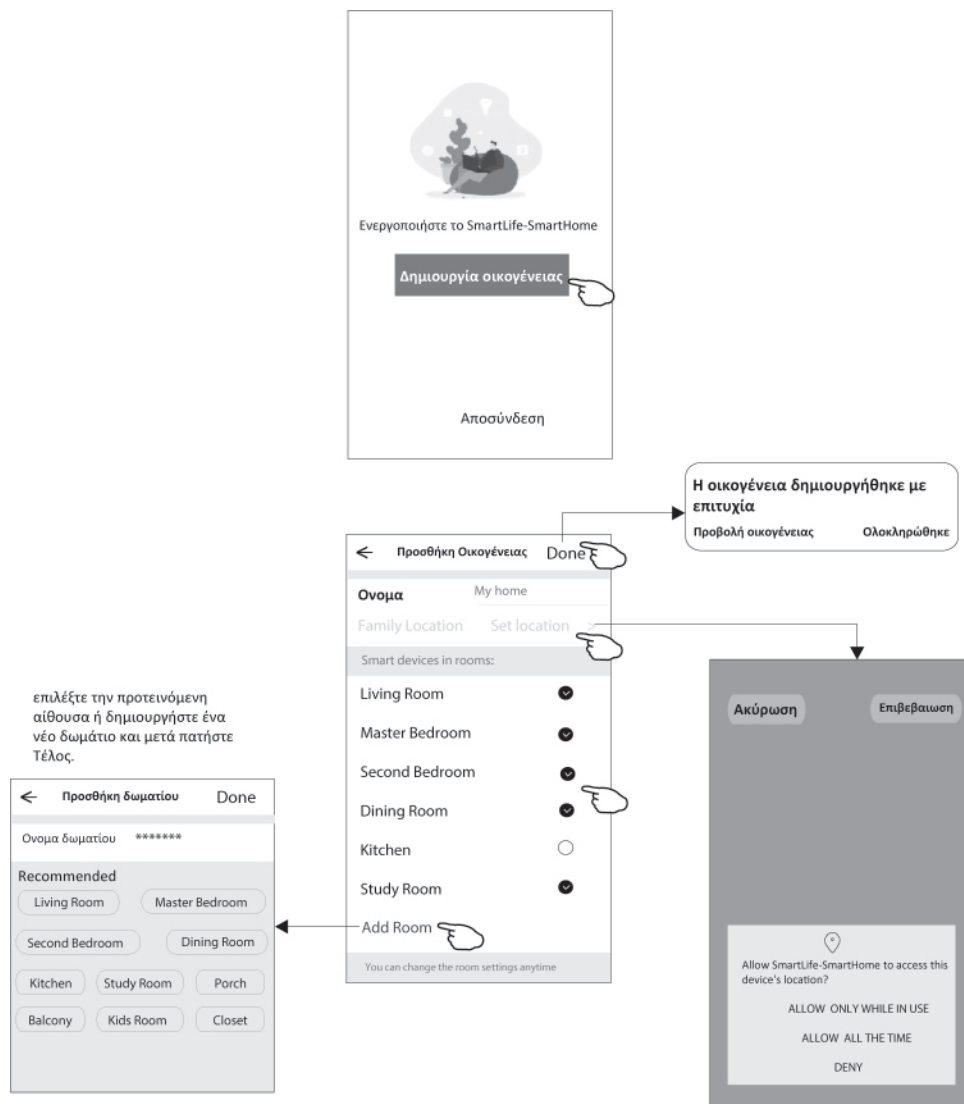 Ενεργοποιήστε το SmartLife-SmartHome
Δημιουργία οικογένειας
Αποσύνδεση
Η οικογένεια δημιουργήθηκε με
επιτυχία
Προβολή οικογένειας Ολοκληρώθηκε
Προσθήκη Οικογένειας Done
Ονομα My home
Family Location Set location >
Smart devices in rooms:
Living Room
Master Bedroom
Second Bedroom
Dining Room
Kitchen
Study Room
Add Room
You can change the room settings anytime
επιλέξτε την προτεινόμενη
αίθουσα ή δημιουργήστε ένα
νέο δωμάτιο και μετά πατήστε
Τέλος.
Προσθήκη δωματίου Done
Ονομα δωματίου *******
Recommended
Living Room Master Bedroom
Second Bedroom Dining Room
Kitchen Study Room Porch
Balcony Kids Room Closet
Ακύρωση Επιβεβαιωση
Allow SmartLife-SmartHome to access this
device's location?
ALLOW ONLY WHILE IN USE
ALLOW ALL THE TIME
DENY